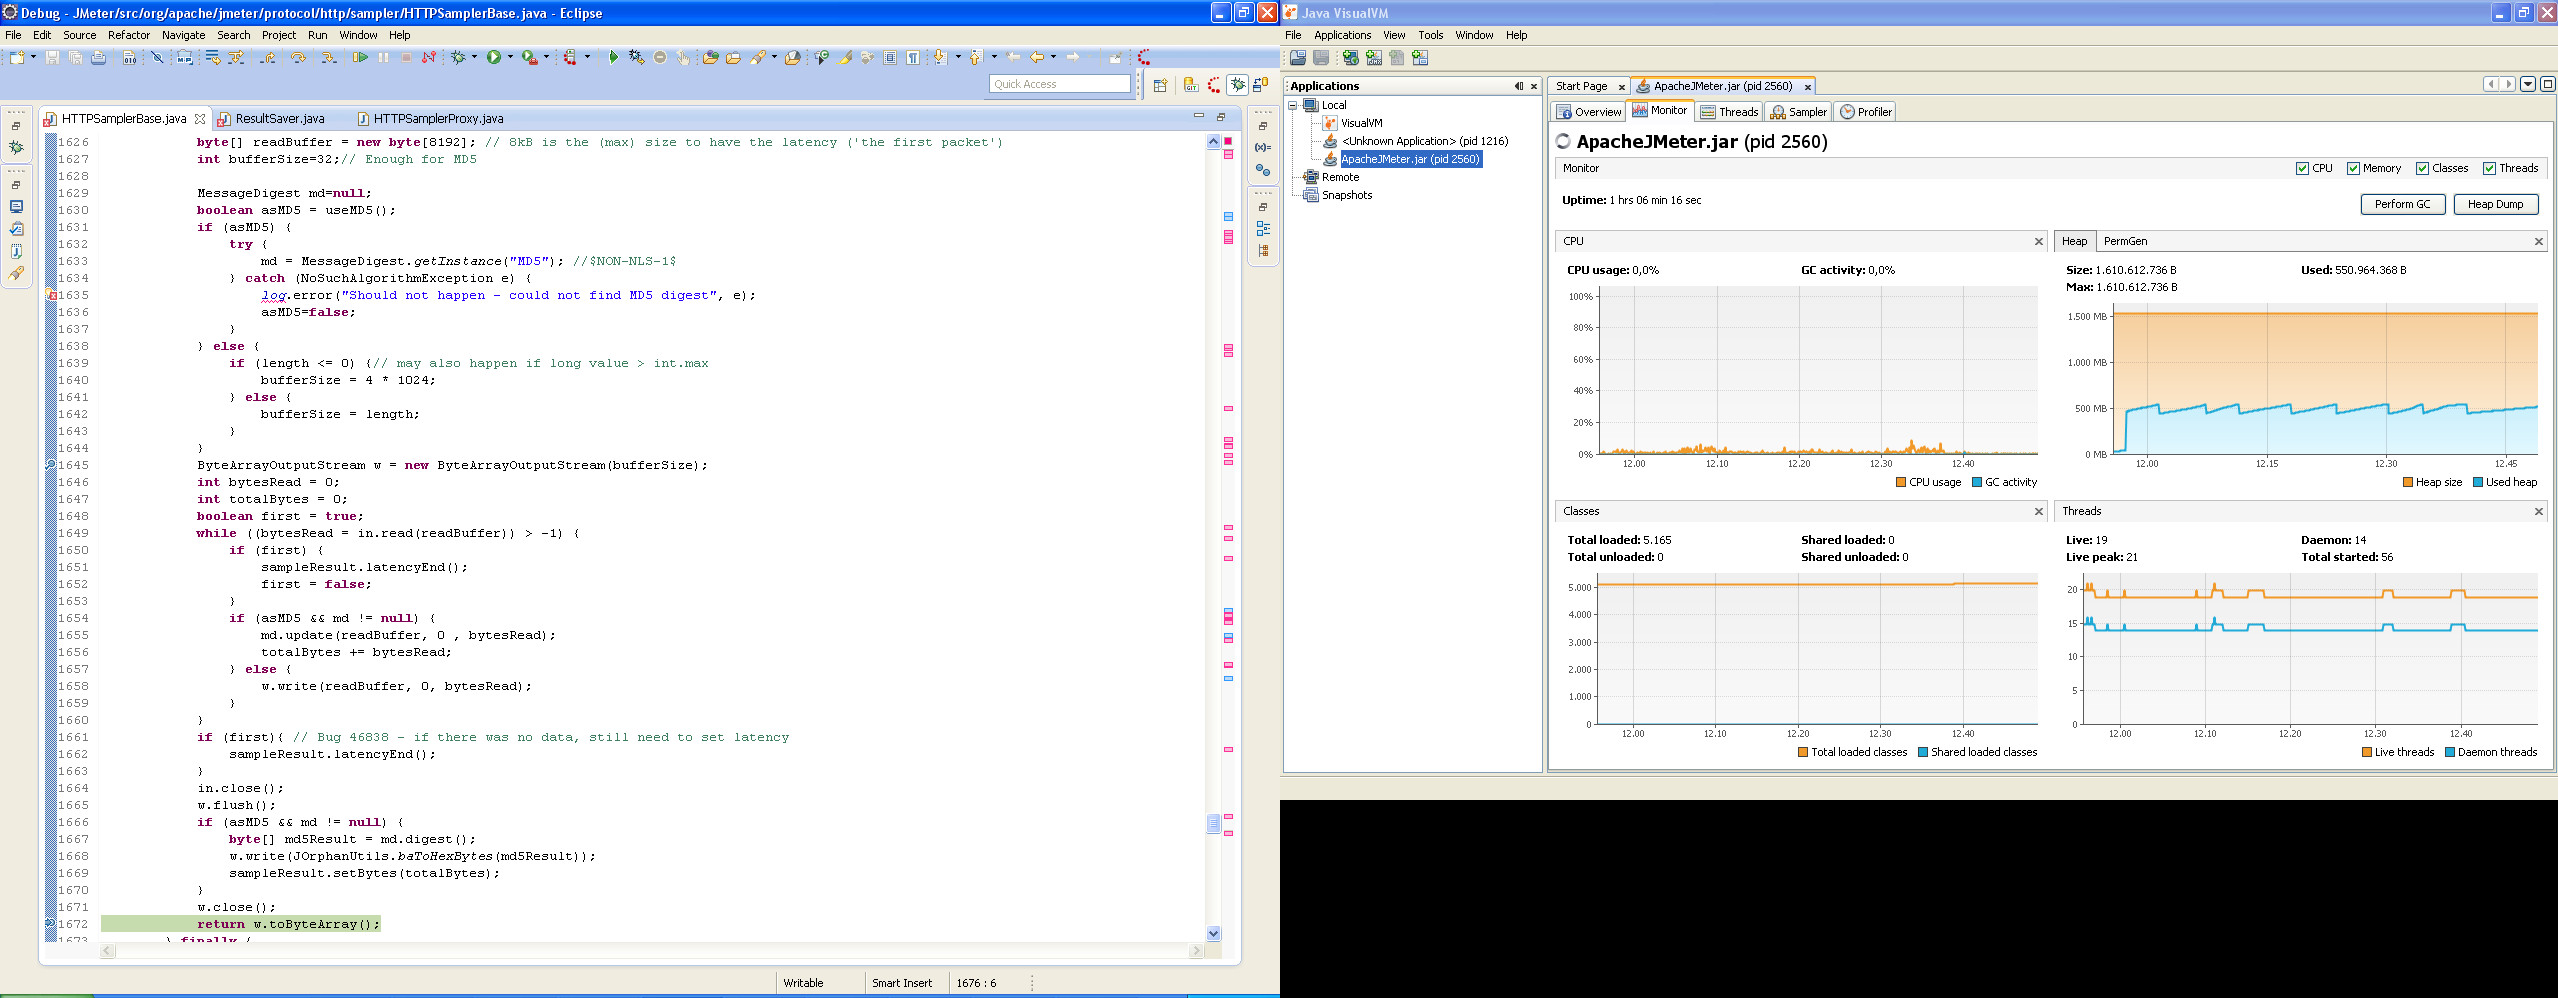 Debug - JMeter/src/org/apache/jmeter/protocol/http/sampler/HTTPSamplerBase.java - Eclipse
File Edit Source Refactor Navigate Search Project Run Window Help
Quick Access
HTTPSamplerBase.java ResultSaver.java HTTPSamplerProxy.java
1626 byte[] readBuffer = new byte[8192]; // 8kB is the (max) size to have the latency ('the first packet')
1627 int bufferSize=32;// Enough for MD5
1628
1629 MessageDigest md=null;
1630 boolean asMD5 = useMD5();
1631 if (asMD5) {
1632 try {
1633 md = MessageDigest.getInstance("MD5"); //$NON-NLS-1$
1634 } catch (NoSuchAlgorithmException e) {
1635 log.error("Should not happen - could not find MD5 digest", e);
1636 asMD5=false;
1637 }
1638 } else {
1639 if (length <= 0) {// may also happen if long value > int.max
1640 bufferSize = 4 * 1024;
1641 } else {
1642 bufferSize = length;
1643 }
1644 }
1645 ByteArrayOutputStream w = new ByteArrayOutputStream(bufferSize);
1646 int bytesRead = 0;
1647 int totalBytes = 0;
1648 boolean first = true;
1649 while ((bytesRead = in.read(readBuffer)) > -1) {
1650 if (first) {
1651 sampleResult.latencyEnd();
1652 first = false;
1653 }
1654 if (asMD5 && md != null) {
1655 md.update(readBuffer, 0 , bytesRead);
1656 totalBytes += bytesRead;
1657 } else {
1658 w.write(readBuffer, 0, bytesRead);
1659 }
1660 }
1661 if (first){ // Bug 46838 - if there was no data, still need to set latency
1662 sampleResult.latencyEnd();
1663 }
1664 in.close();
1665 w.flush();
1666 if (asMD5 && md != null) {
1667 byte[] md5Result = md.digest();
1668 w.write(JOrphanUtils.baToHexBytes(md5Result));
1669 sampleResult.setBytes(totalBytes);
1670 }
1671 w.close();
1672 return w.toByteArray();
1673 } finally {
Writable Smart Insert 1676 : 6
Java VisualVM
File Applications View Tools Window Help
Applications
Local
VisualVM
<Unknown Application> (pid 1216)
ApacheJMeter.jar (pid 2560)
Remote
Snapshots
Start Page ApacheJMeter.jar (pid 2560)
Overview Monitor Threads Sampler Profiler
ApacheJMeter.jar (pid 2560)
Monitor CPU Memory Classes Threads
Uptime: 1 hrs 06 min 16 sec
Perform GC Heap Dump
CPU
CPU usage: 0,0% GC activity: 0,0%
100%
80%
60%
40%
20%
0%
12.00 12.10 12.20 12.30 12.40
CPU usage GC activity
Heap PermGen
Size: 1.610.612.736 B Used: 550.964.368 B
Max: 1.610.612.736 B
1.500 MB
1.000 MB
500 MB
0 MB
12.00 12.15 12.30 12.45
Heap size Used heap
Classes
Total loaded: 5.165 Shared loaded: 0
Total unloaded: 0 Shared unloaded: 0
5.000
4.000
3.000
2.000
1.000
0
12.00 12.10 12.20 12.30 12.40
Total loaded classes Shared loaded classes
Threads
Live: 19 Daemon: 14
Live peak: 21 Total started: 56
20
15
10
5
0
12.00 12.10 12.20 12.30 12.40
Live threads Daemon threads